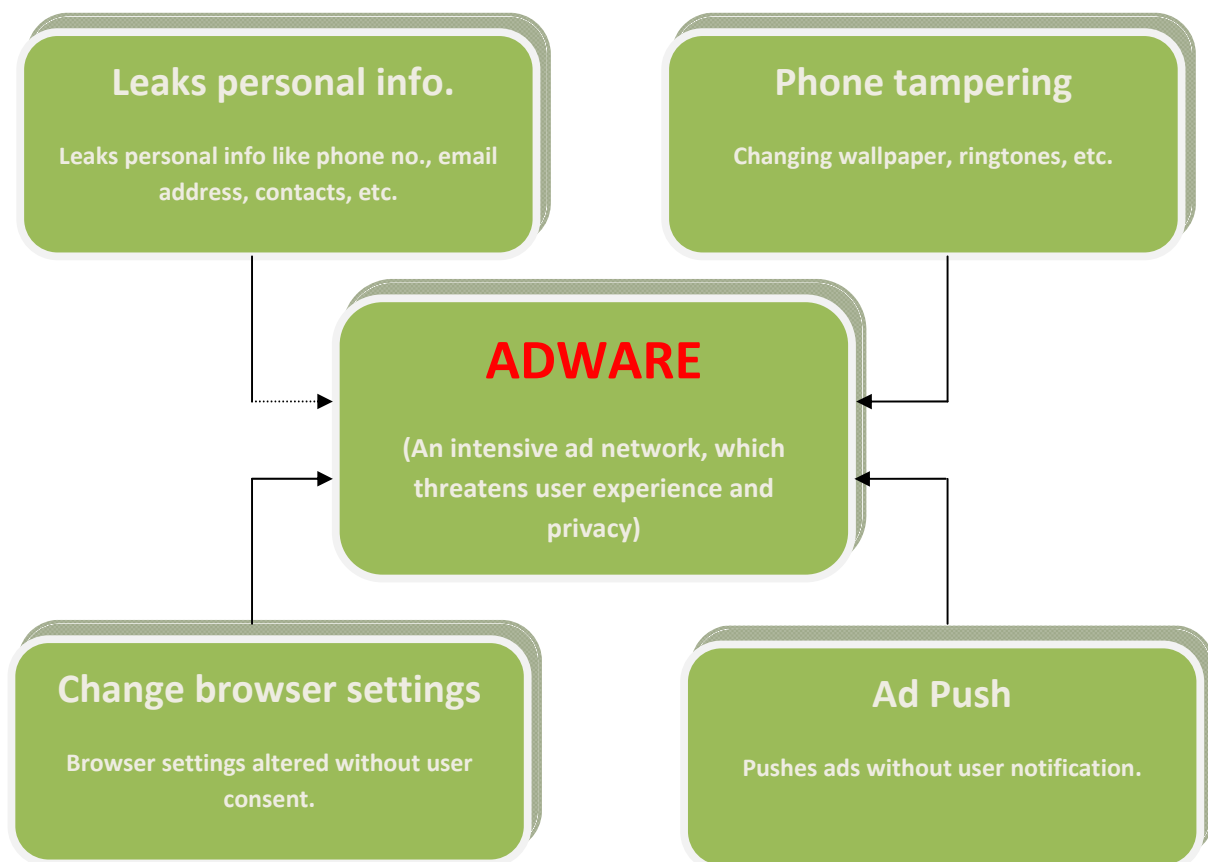 Leaks personal info.
Leaks personal info like phone no., email
address, contacts, etc.
Phone tampering
Changing wallpaper, ringtones, etc.
ADWARE
(An intensive ad network, which
threatens user experience and
privacy)
Change browser settings
Browser settings altered without user
consent.
Ad Push
Pushes ads without user notification.